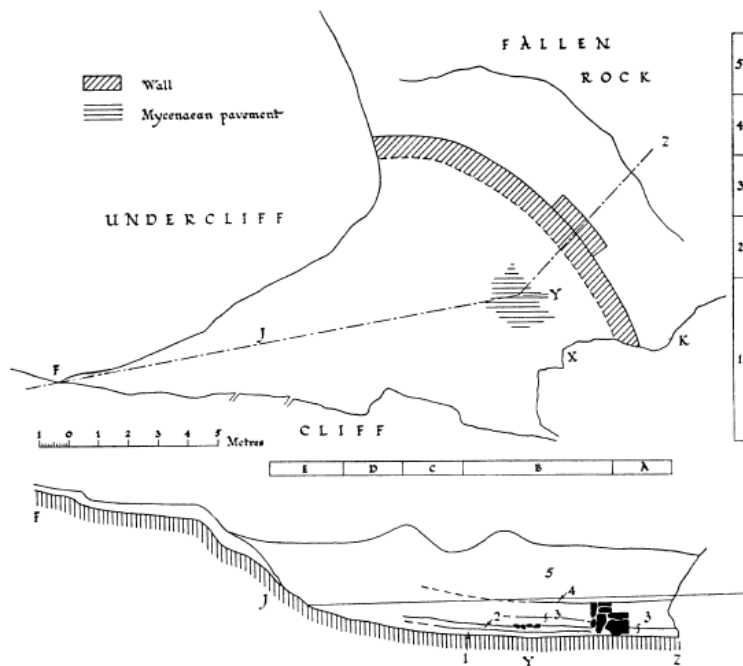 FALLEN
ROCK
Wall
Mycenaean pavement
UNDERCLIFF
5
4
3
2
1
Z
Y
J
F
X
K
1 0 1 2 3 4 5 Metres
CLIFF
E D C B A
F
J
5
4
3
2
3
1
Y
Z